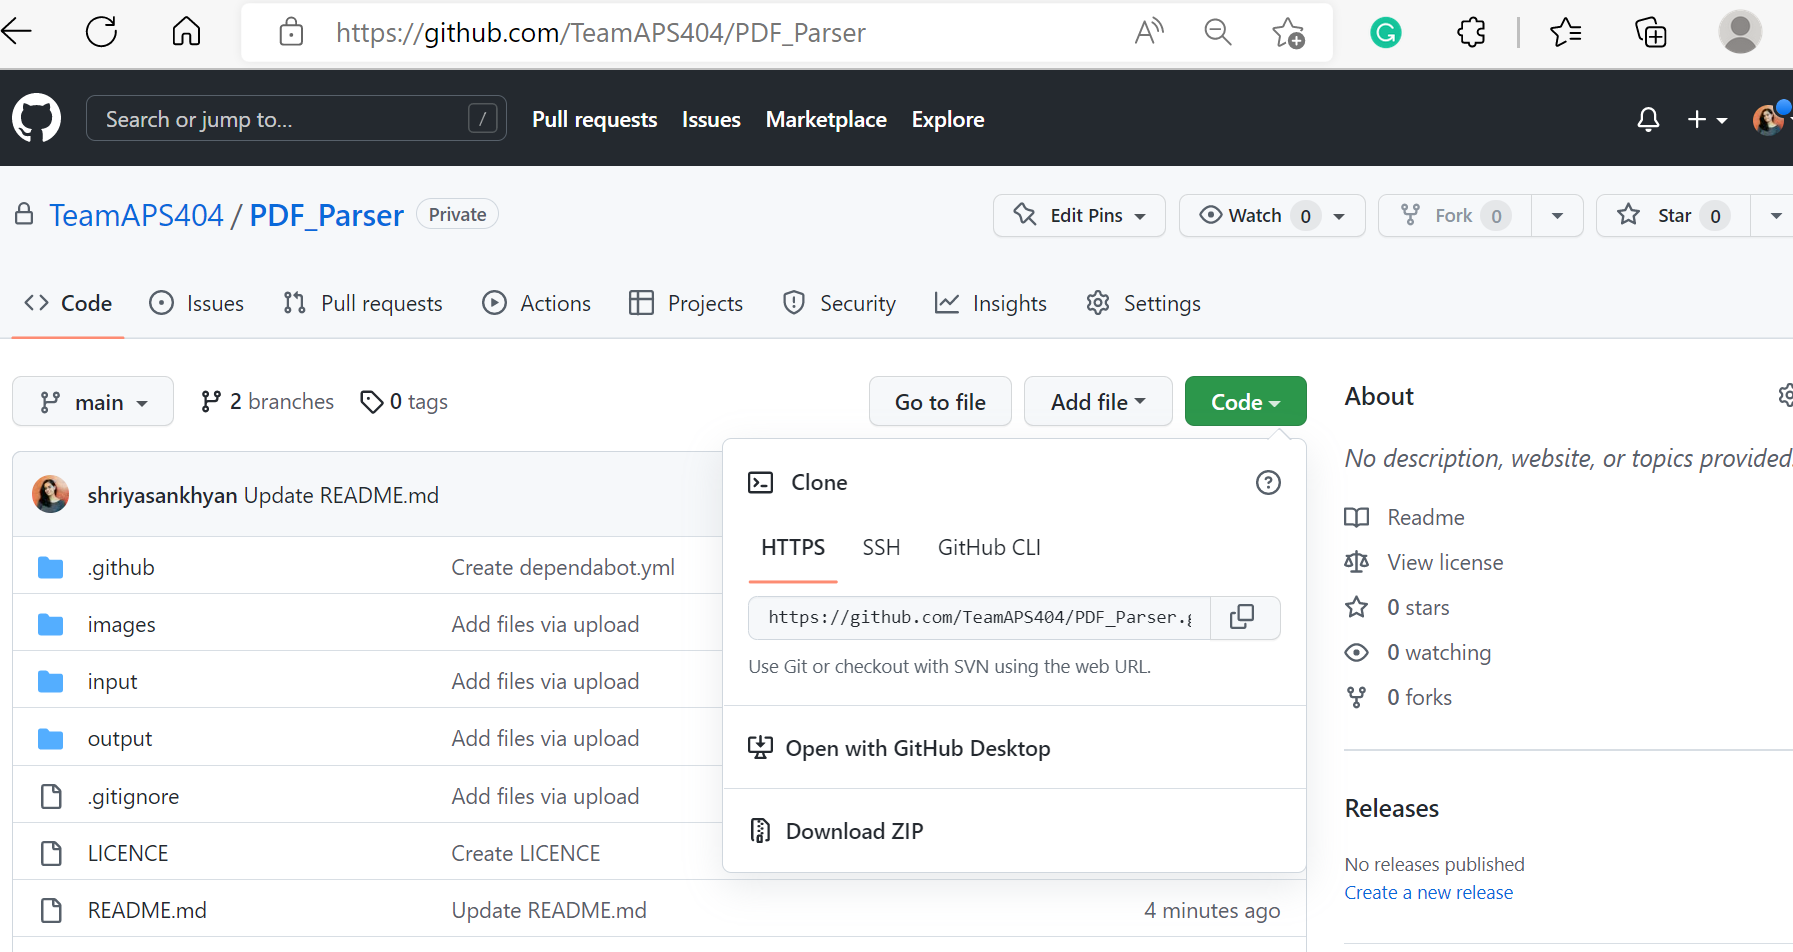 https://github.com/TeamAPS404/PDF_Parser
Search or jump to... /
Pull requests Issues Marketplace Explore
TeamAPS404 / PDF_Parser Private
Edit Pins Watch 0 Fork 0 Star 0
Code Issues Pull requests Actions Projects Security Insights Settings
main 2 branches 0 tags
Go to file Add file Code
shriyasankhyan Update README.md
.github Create dependabot.yml
images Add files via upload
input Add files via upload
output Add files via upload
.gitignore Add files via upload
LICENCE Create LICENCE
README.md Update README.md 4 minutes ago
Clone
HTTPS SSH GitHub CLI
https://github.com/TeamAPS404/PDF_Parser.g
Use Git or checkout with SVN using the web URL.
Open with GitHub Desktop
Download ZIP
About
No description, website, or topics provided.
Readme
View license
0 stars
0 watching
0 forks
Releases
No releases published
Create a new release